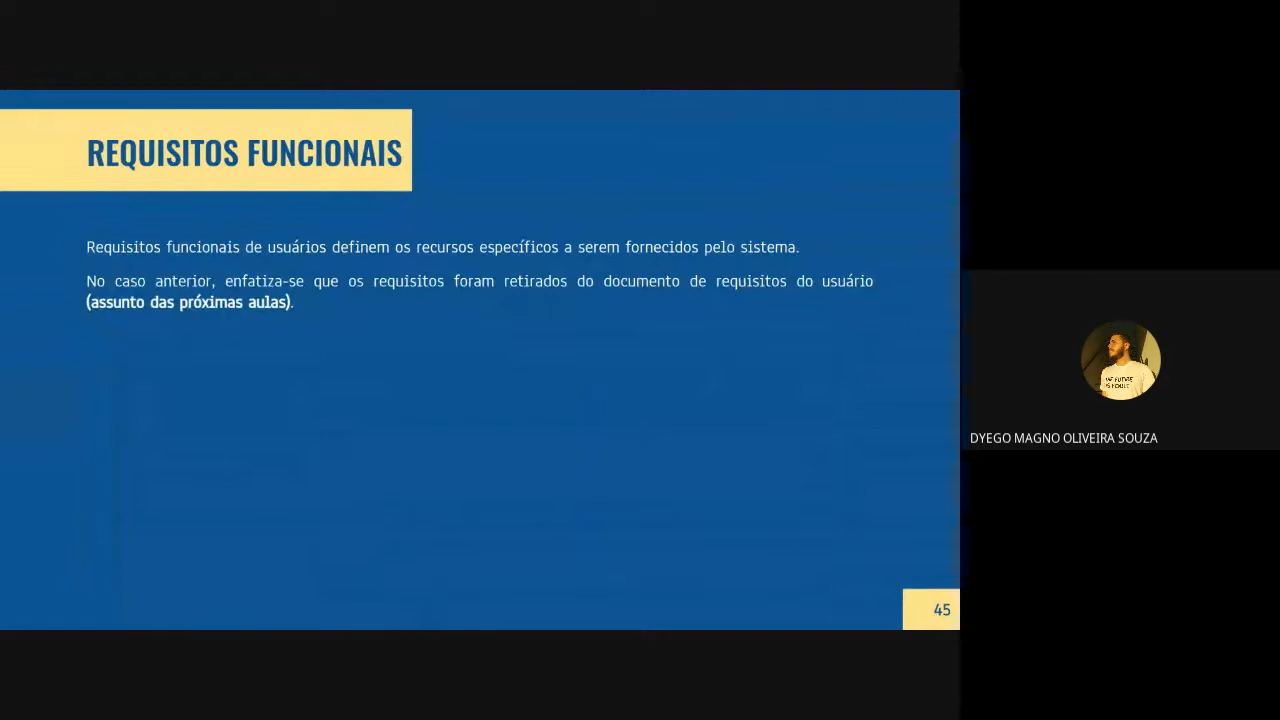 REQUISITOS FUNCIONAIS
Requisitos funcionais de usuários definem os recursos específicos a serem fornecidos pelo sistema.
No caso anterior, enfatiza-se que os requisitos foram retirados do documento de requisitos do usuário
(assunto das próximas aulas).
45
DYEGO MAGNO OLIVEIRA SOUZA